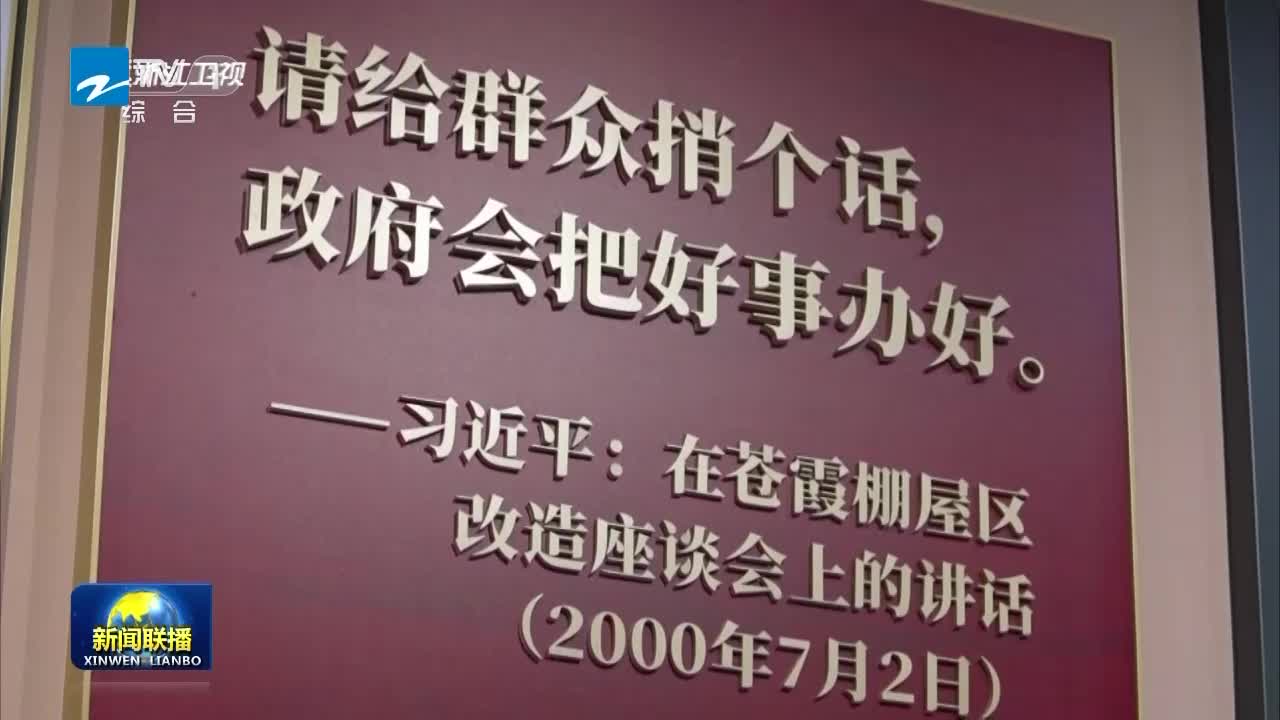 浙江卫视
综合
请给群众捎个话，
政府会把好事办好。
——习近平：在苍霞棚屋区
改造座谈会上的讲话
（2000年7月2日）
新闻联播
XINWEN LIANBO